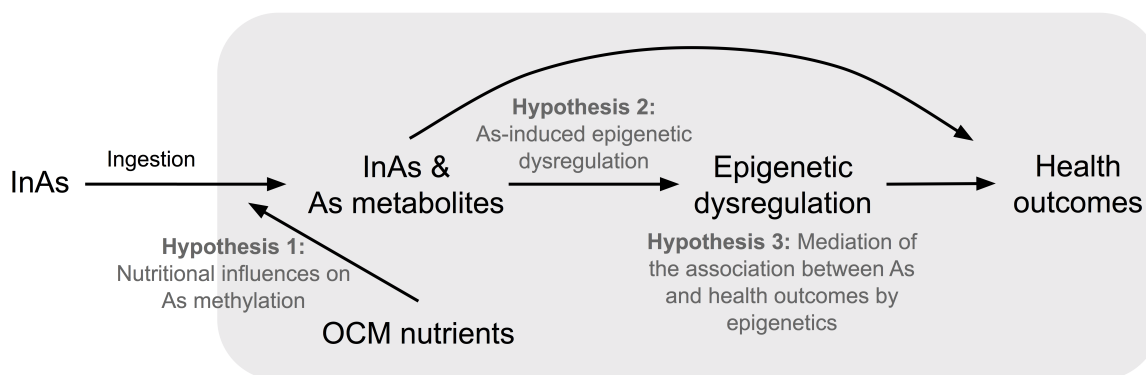 InAs
Ingestion
InAs &
As metabolites
Hypothesis 1:
Nutritional influences on
As methylation
OCM nutrients
Hypothesis 2:
As-induced epigenetic
dysregulation
Epigenetic
dysregulation
Hypothesis 3: Mediation of
the association between As
and health outcomes by
epigenetics
Health
outcomes